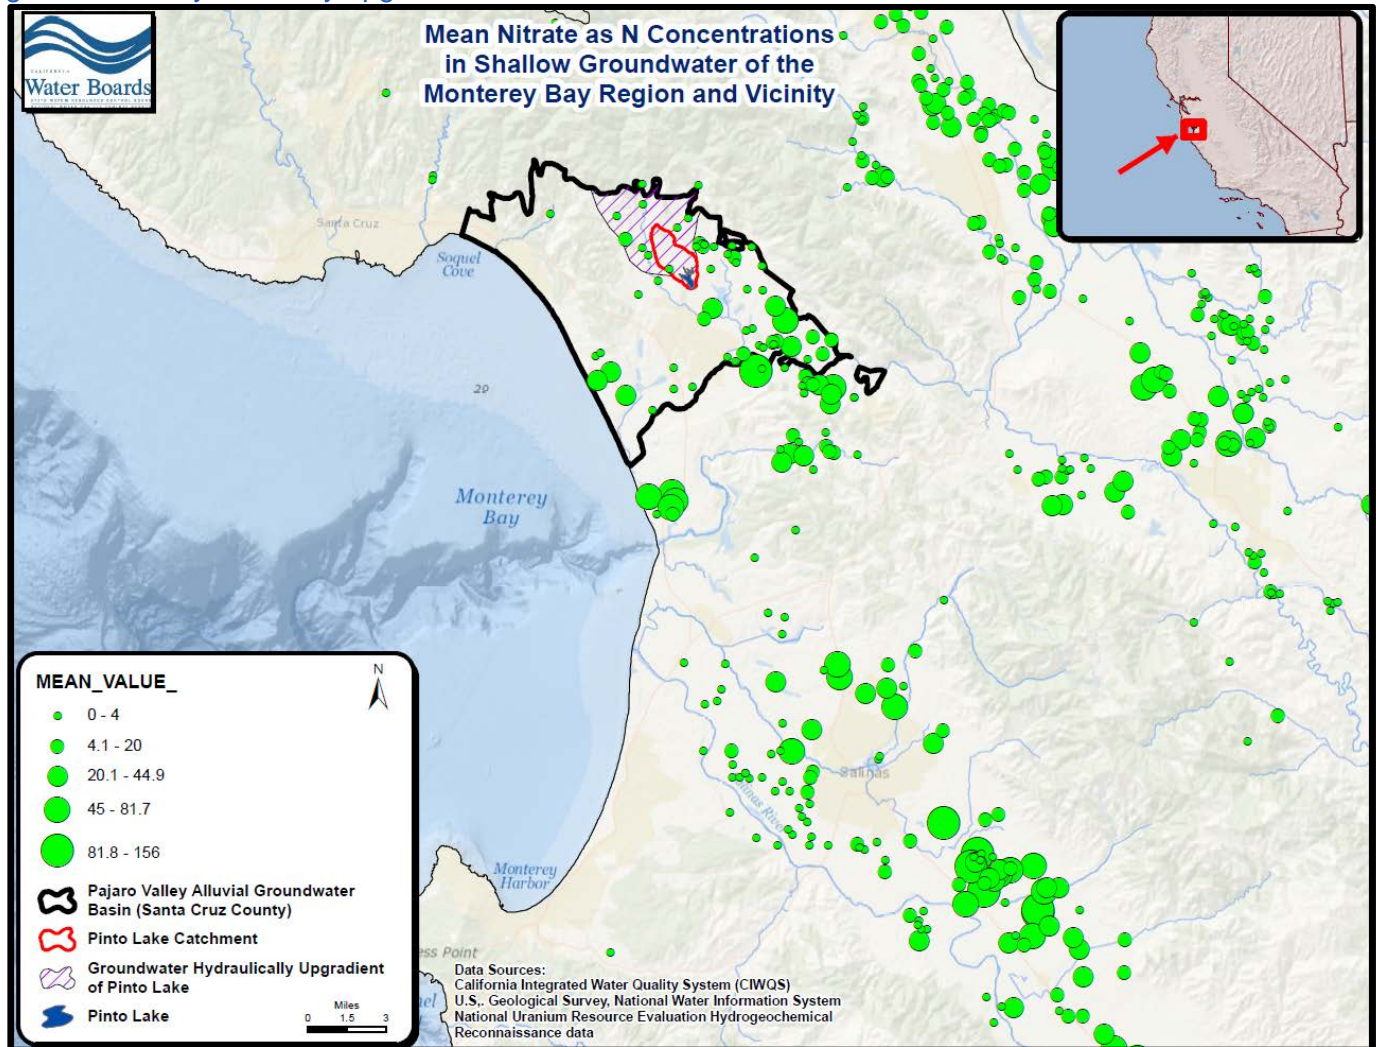 Mean Nitrate as N Concentrations
in Shallow Groundwater of the
Monterey Bay Region and Vicinity
CALIFORNIA
Water Boards
Santa Cruz
Soquel
Cove
29
Monterey
Bay
Salinas
Salinas River
Monterey
Harbor
ess Point
MEAN_VALUE_
N
0 - 4
4.1 - 20
20.1 - 44.9
45 - 81.7
81.8 - 156
Pajaro Valley Alluvial Groundwater
Basin (Santa Cruz County)
Pinto Lake Catchment
Groundwater Hydraulically Upgradient
of Pinto Lake
Pinto Lake
Miles
0 1.5 3
Data Sources:
California Integrated Water Quality System (CIWQS)
U.S,. Geological Survey, National Water Information System
National Uranium Resource Evaluation Hydrogeochemical
Reconnaissance data